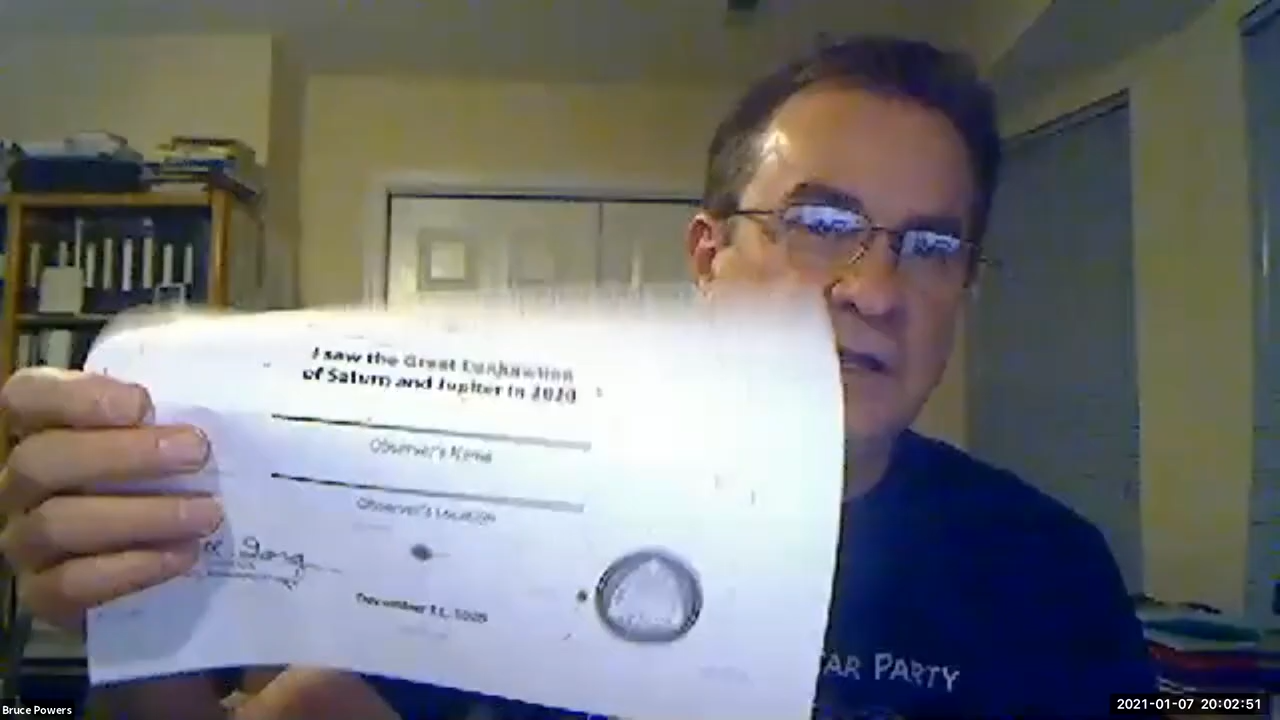 I saw the Great Conjunction
of Saturn and Jupiter in 2020
Observer's Name
Observer's Location
December 21, 2020
AR PARTY
Bruce Powers
2021-01-07 20:02:51